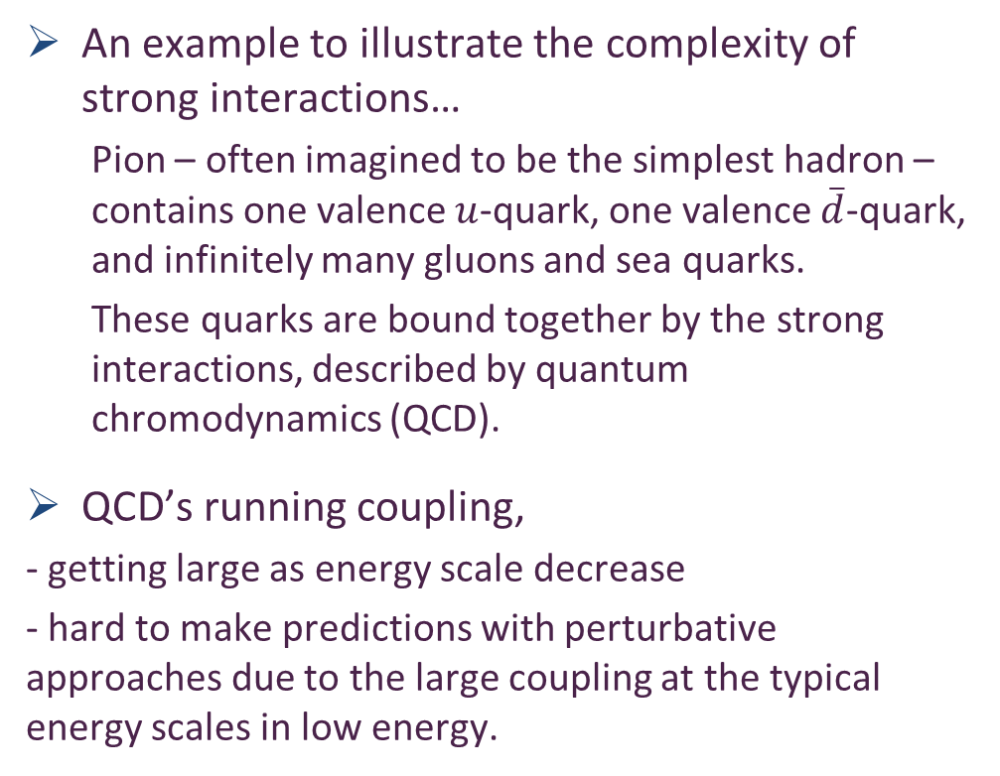 ➢ An example to illustrate the complexity of
strong interactions…
Pion – often imagined to be the simplest hadron –
contains one valence u-quark, one valence d̄-quark,
and infinitely many gluons and sea quarks.
These quarks are bound together by the strong
interactions, described by quantum
chromodynamics (QCD).
➢ QCD’s running coupling,
- getting large as energy scale decrease
- hard to make predictions with perturbative
approaches due to the large coupling at the typical
energy scales in low energy.